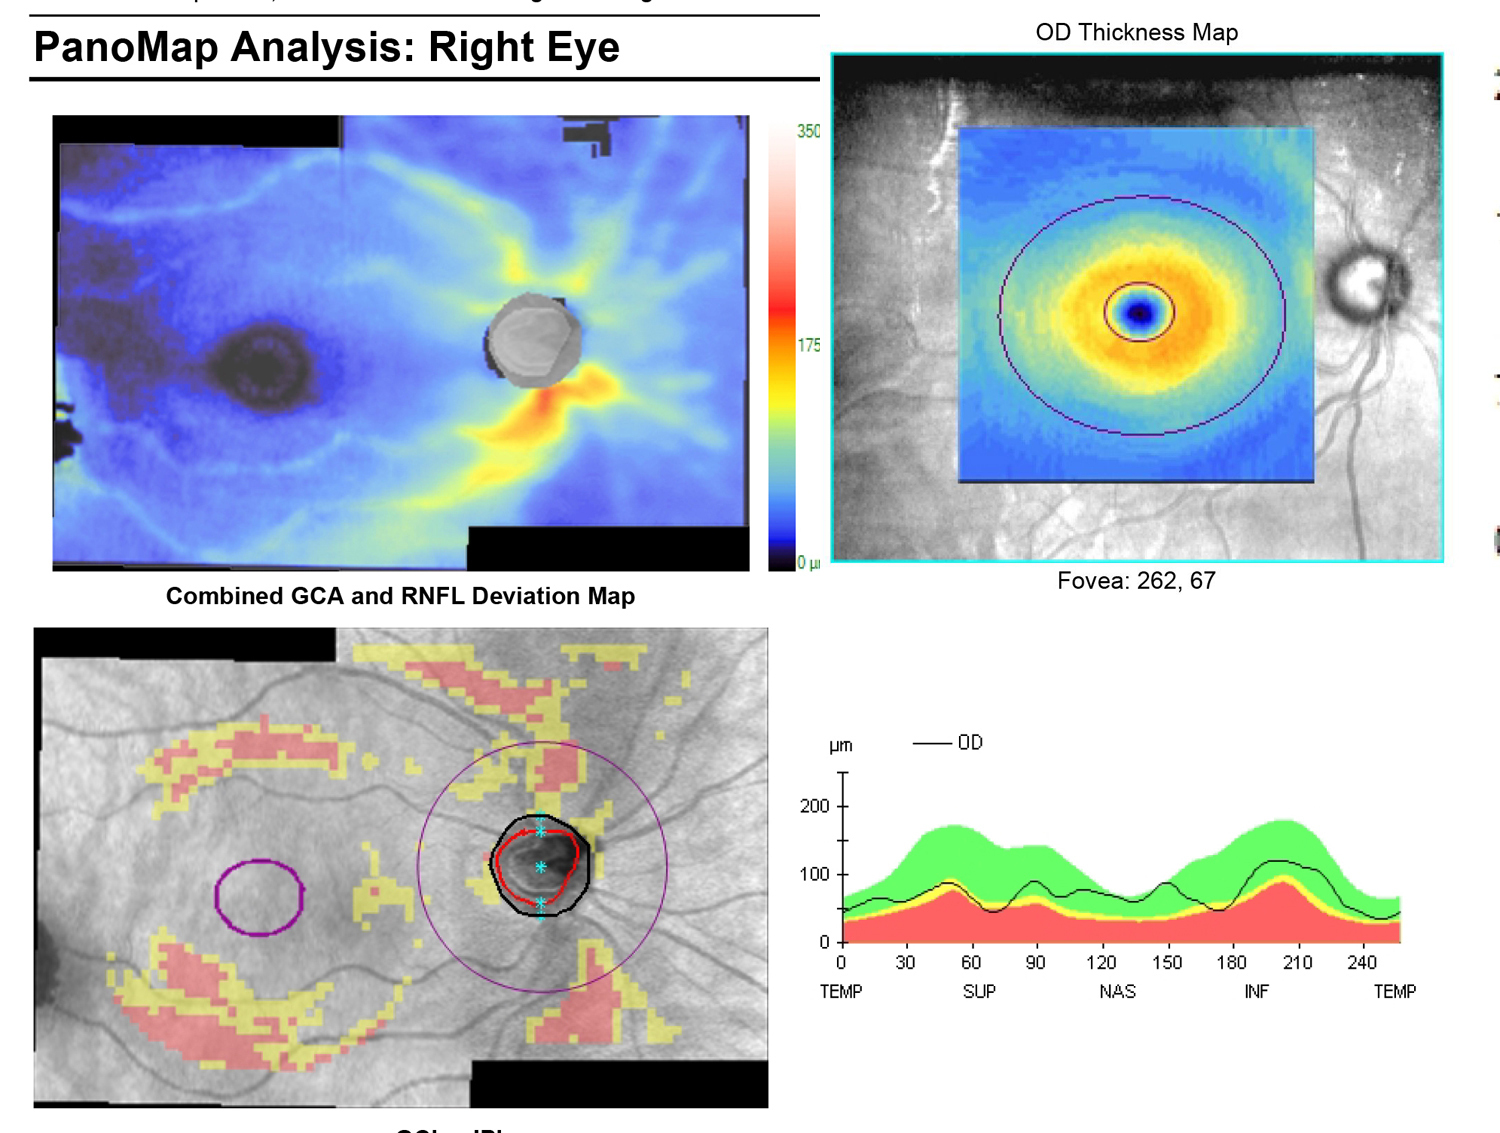 PanoMap Analysis: Right Eye
350
175
0 µ
Combined GCA and RNFL Deviation Map
OD Thickness Map
Fovea: 262, 67
µm
OD
200
100
0
0 30 60 90 120 150 180 210 240
TEMP SUP NAS INF TEMP